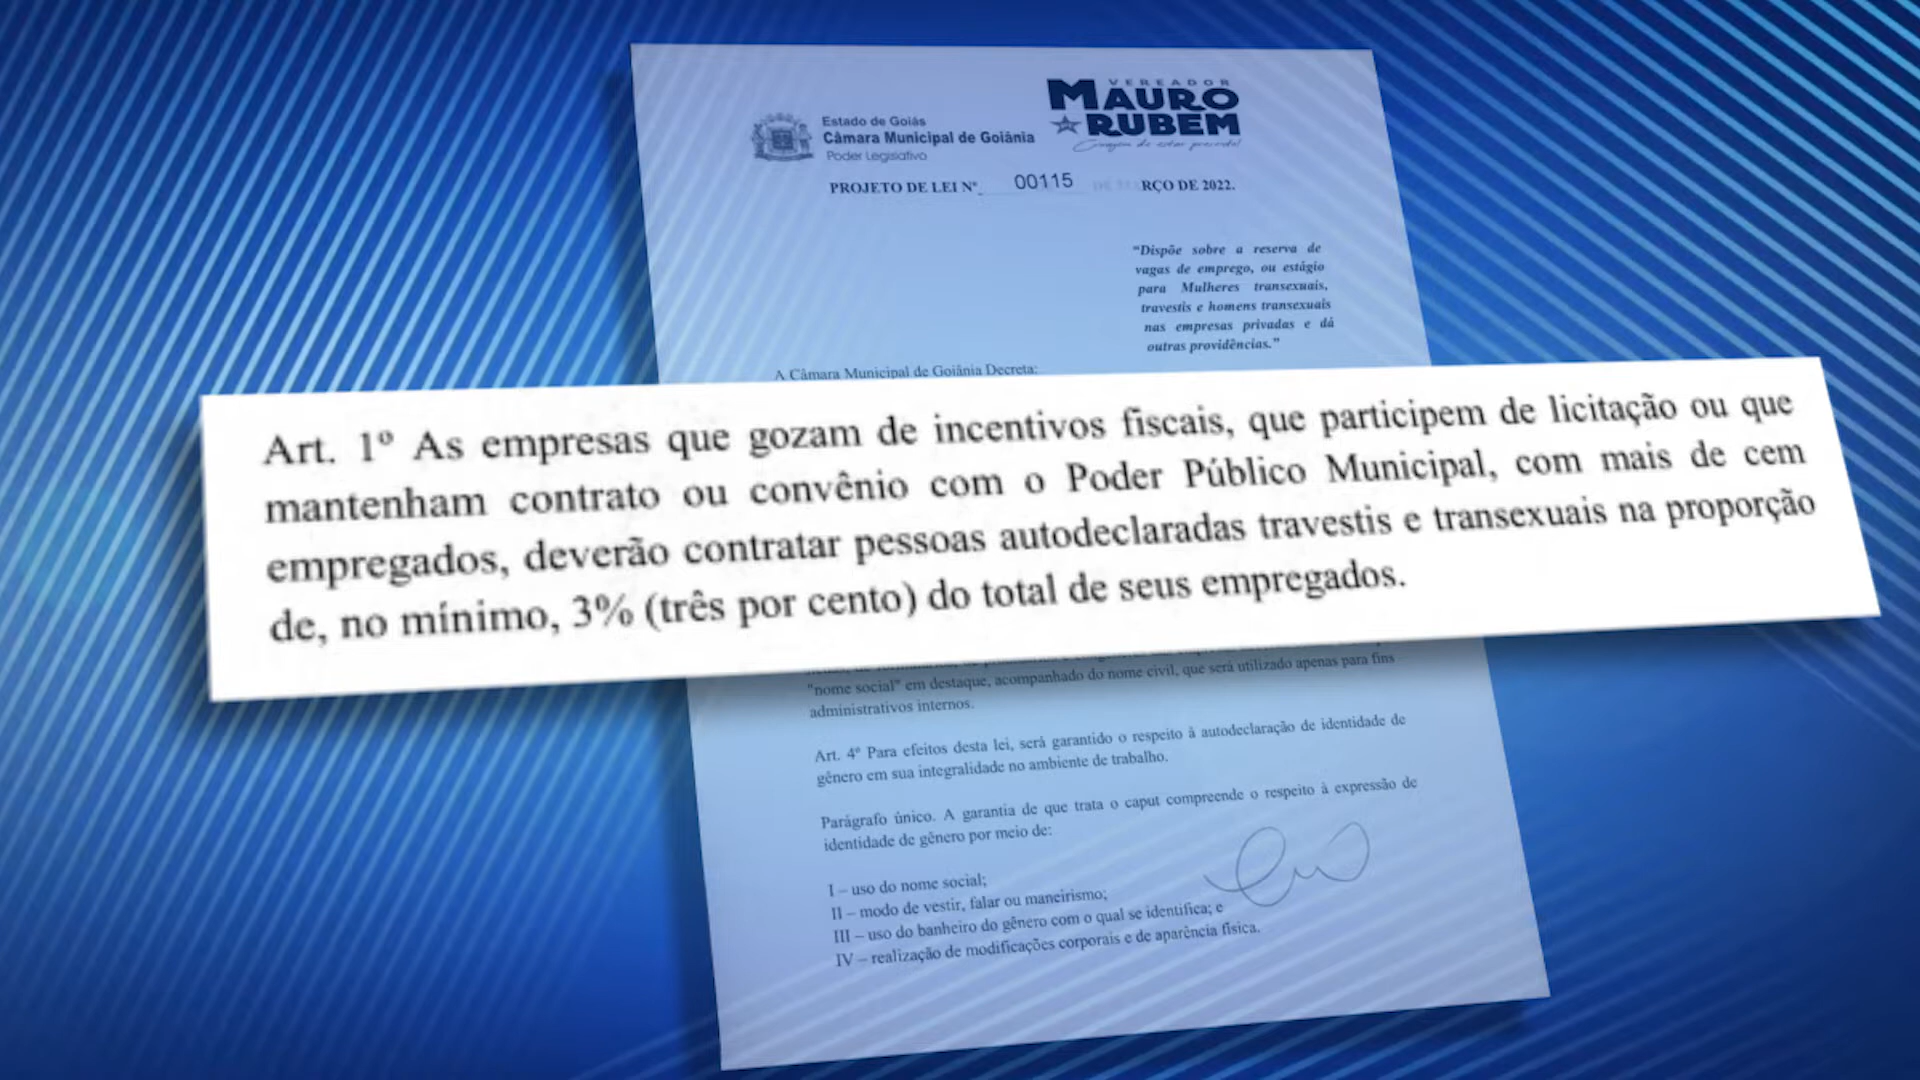 Estado de Goiás
Câmara Municipal de Goiânia
Poder Legislativo
VEREADOR
MAURO
RUBEM
PROJETO DE LEI Nº 00115 RÇO DE 2022.
“Dispõe sobre a reserva de
vagas de emprego, ou estágio
para Mulheres transexuais,
travestis e homens transexuais
nas empresas privadas e dá
outras providências.”
A Câmara Municipal de Goiânia Decreta:
Art. 1º As empresas que gozam de incentivos fiscais, que participem de licitação ou que
mantenham contrato ou convênio com o Poder Público Municipal, com mais de cem
empregados, deverão contratar pessoas autodeclaradas travestis e transexuais na proporção
de, no mínimo, 3% (três por cento) do total de seus empregados.
"nome social" em destaque, acompanhado do nome civil, que será utilizado apenas para fins
administrativos internos.
Art. 4º Para efeitos desta lei, será garantido o respeito à autodeclaração de identidade de
gênero em sua integralidade no ambiente de trabalho.
Parágrafo único. A garantia de que trata o caput compreende o respeito à expressão de
identidade de gênero por meio de:
I – uso do nome social;
II – modo de vestir, falar ou maneirismo;
III – uso do banheiro do gênero com o qual se identifica; e
IV – realização de modificações corporais e de aparência física.